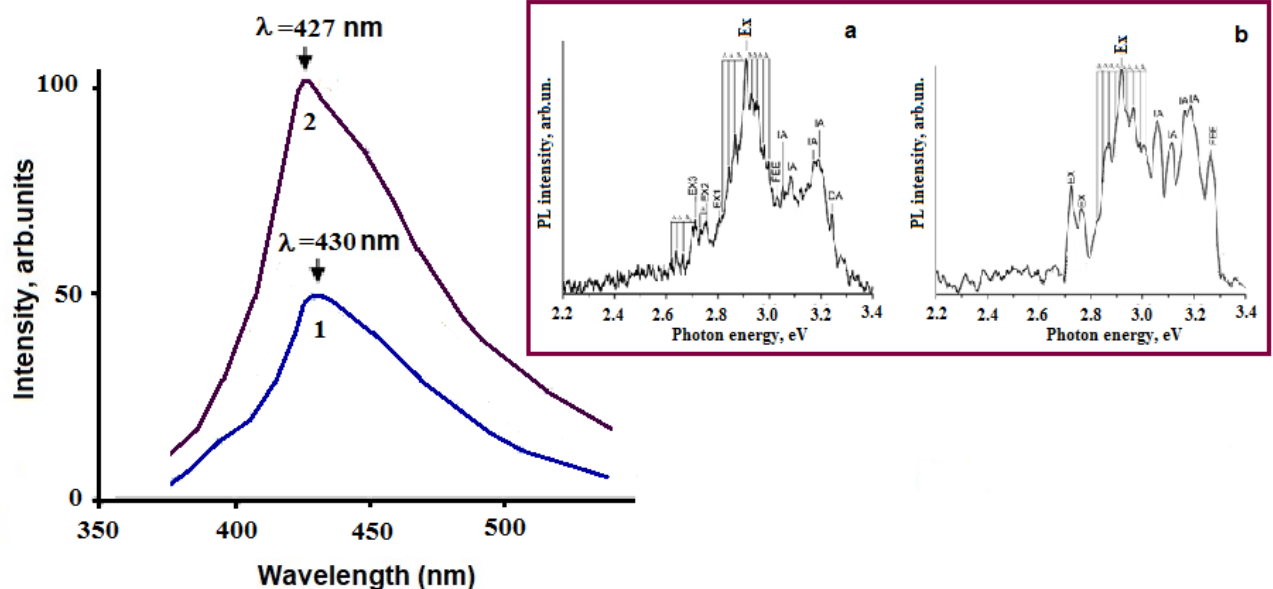 λ =427 nm
100
2
λ =430 nm
50
1
0
350
400
450
500
Intensity, arb.units
Wavelength (nm)
a
Ex
PL intensity, arb.un.
EX3
EX2
EX1
FEE
IA
IA
IA
IA
DA
2.2 2.4 2.6 2.8 3.0 3.2 3.4
Photon energy, eV
b
Ex
PL intensity, arb.un.
EX
EX
IA
IA
IA IA
FEE
2.2 2.4 2.6 2.8 3.0 3.2 3.4
Photon energy, eV